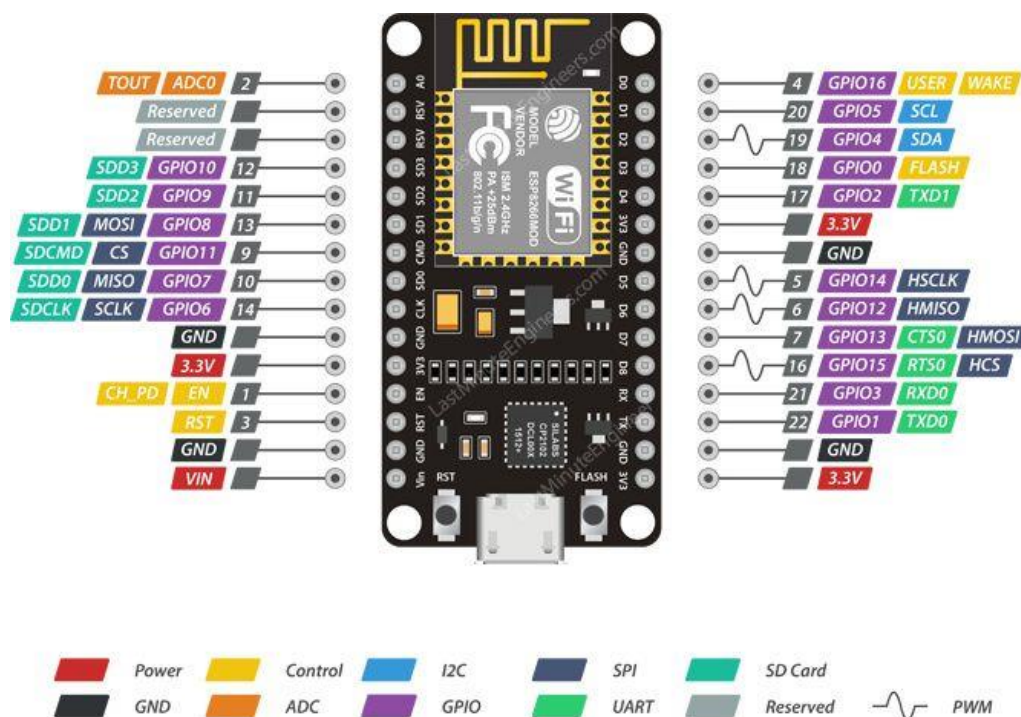 TOUT ADC0 2
Reserved
Reserved
SDD3 GPIO10 12
SDD2 GPIO9 11
SDD1 MOSI GPIO8 13
SDCMD CS GPIO11 9
SDD0 MISO GPIO7 10
SDCLK SCLK GPIO6 14
GND
3.3V
CH_PD EN 1
RST 3
GND
VIN
A0
RSV
RSV
SD3
SD2
SD1
CMD
SD0
CLK
GND
3V3
EN
RST
GND
Vin
MODEL
VENDOR
ESP8266MOD
WiFi
FC
ISM 2.4GHz
PA +25dBm
802.11b/g/n
LastMinuteEngineers.com
SILABS
CP2102
DCL00X
1512+
RST
FLASH
D0
D1
D2
D3
D4
3V3
GND
D5
D6
D7
D8
RX
TX
GND
3V3
4 GPIO16 USER WAKE
20 GPIO5 SCL
19 GPIO4 SDA
18 GPIO0 FLASH
17 GPIO2 TXD1
3.3V
GND
5 GPIO14 HSCLK
6 GPIO12 HMISO
7 GPIO13 CTS0 HMOSI
16 GPIO15 RTS0 HCS
21 GPIO3 RXD0
22 GPIO1 TXD0
GND
3.3V
Power Control I2C SPI SD Card
GND ADC GPIO UART Reserved PWM